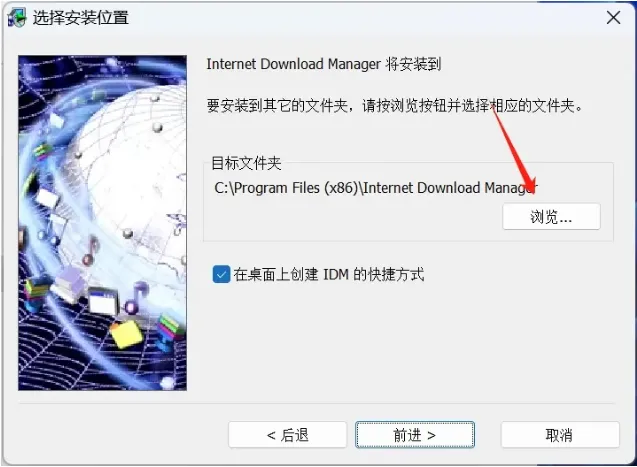 选择安装位置
Internet Download Manager 将安装到
要安装到其它的文件夹，请按浏览按钮并选择相应的文件夹。
目标文件夹
C:\Program Files (x86)\Internet Download Manager
浏览...
在桌面上创建 IDM 的快捷方式
< 后退
前进 >
取消